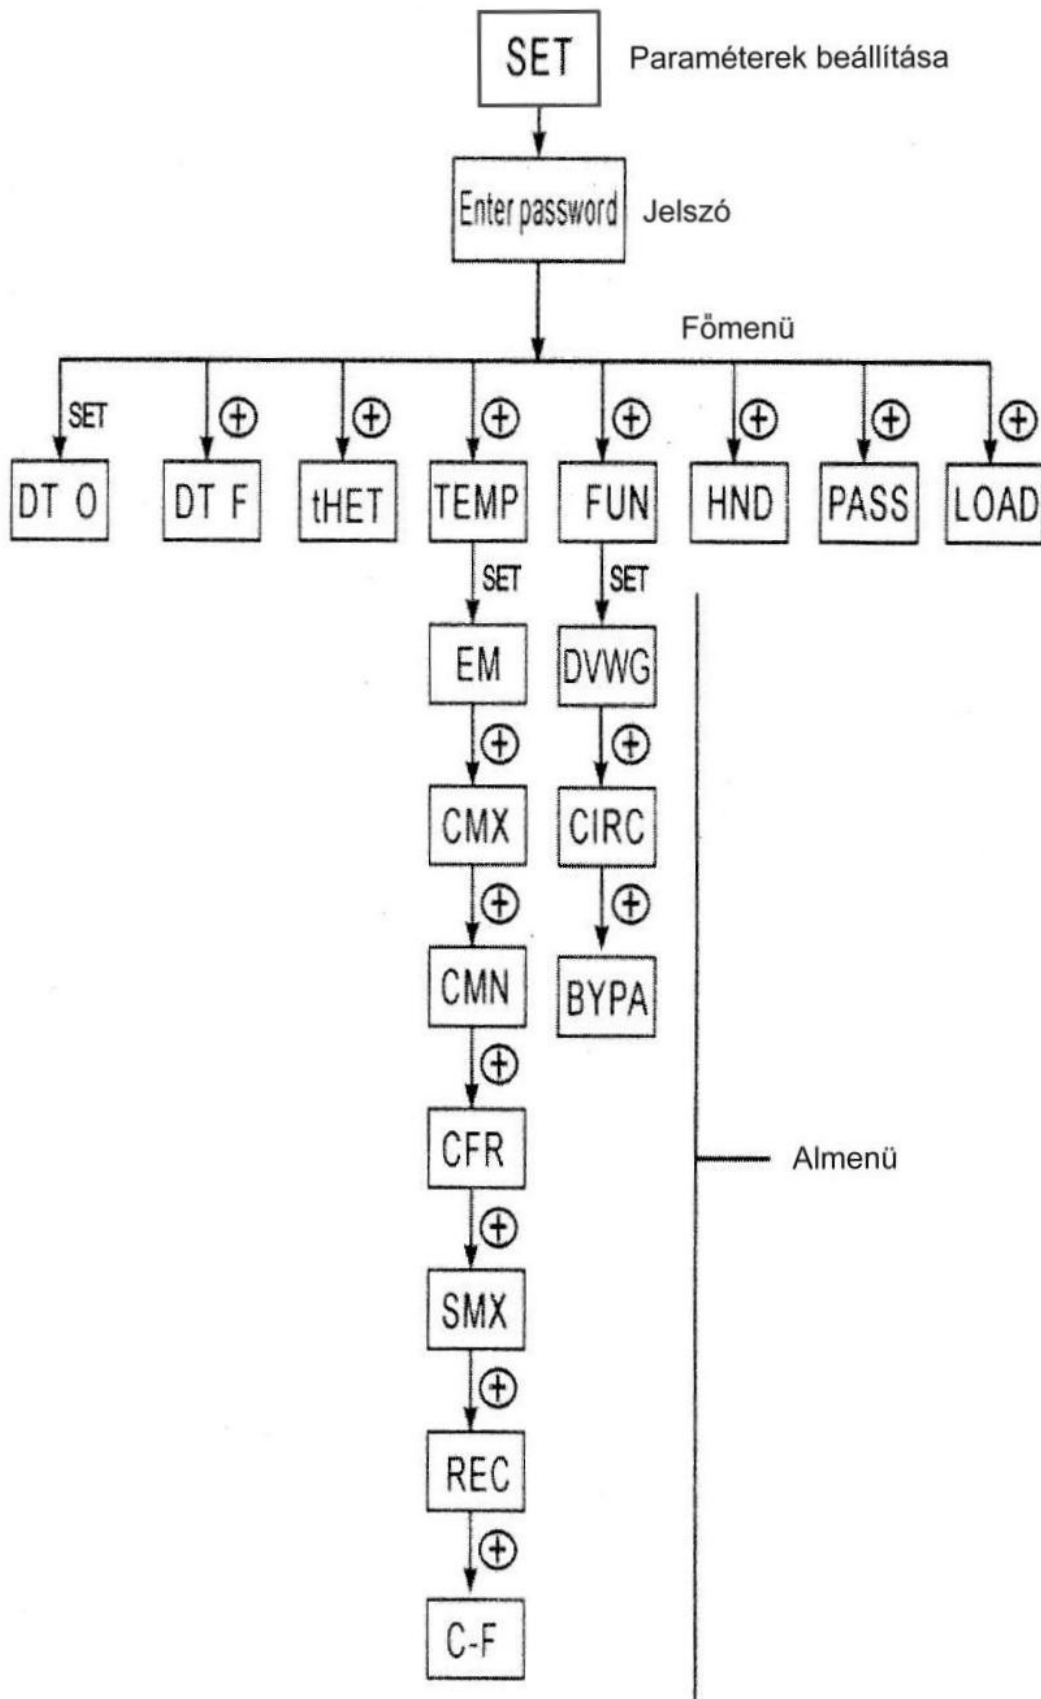 SET
Paraméterek beállítása
Enter password
Jelszó
Főmenü
SET
+
+
+
+
+
+
+
DT O
DT F
tHET
TEMP
FUN
HND
PASS
LOAD
SET
SET
EM
DVWG
+
+
CMX
CIRC
+
+
CMN
BYPA
+
CFR
Almenü
+
SMX
+
REC
+
C-F